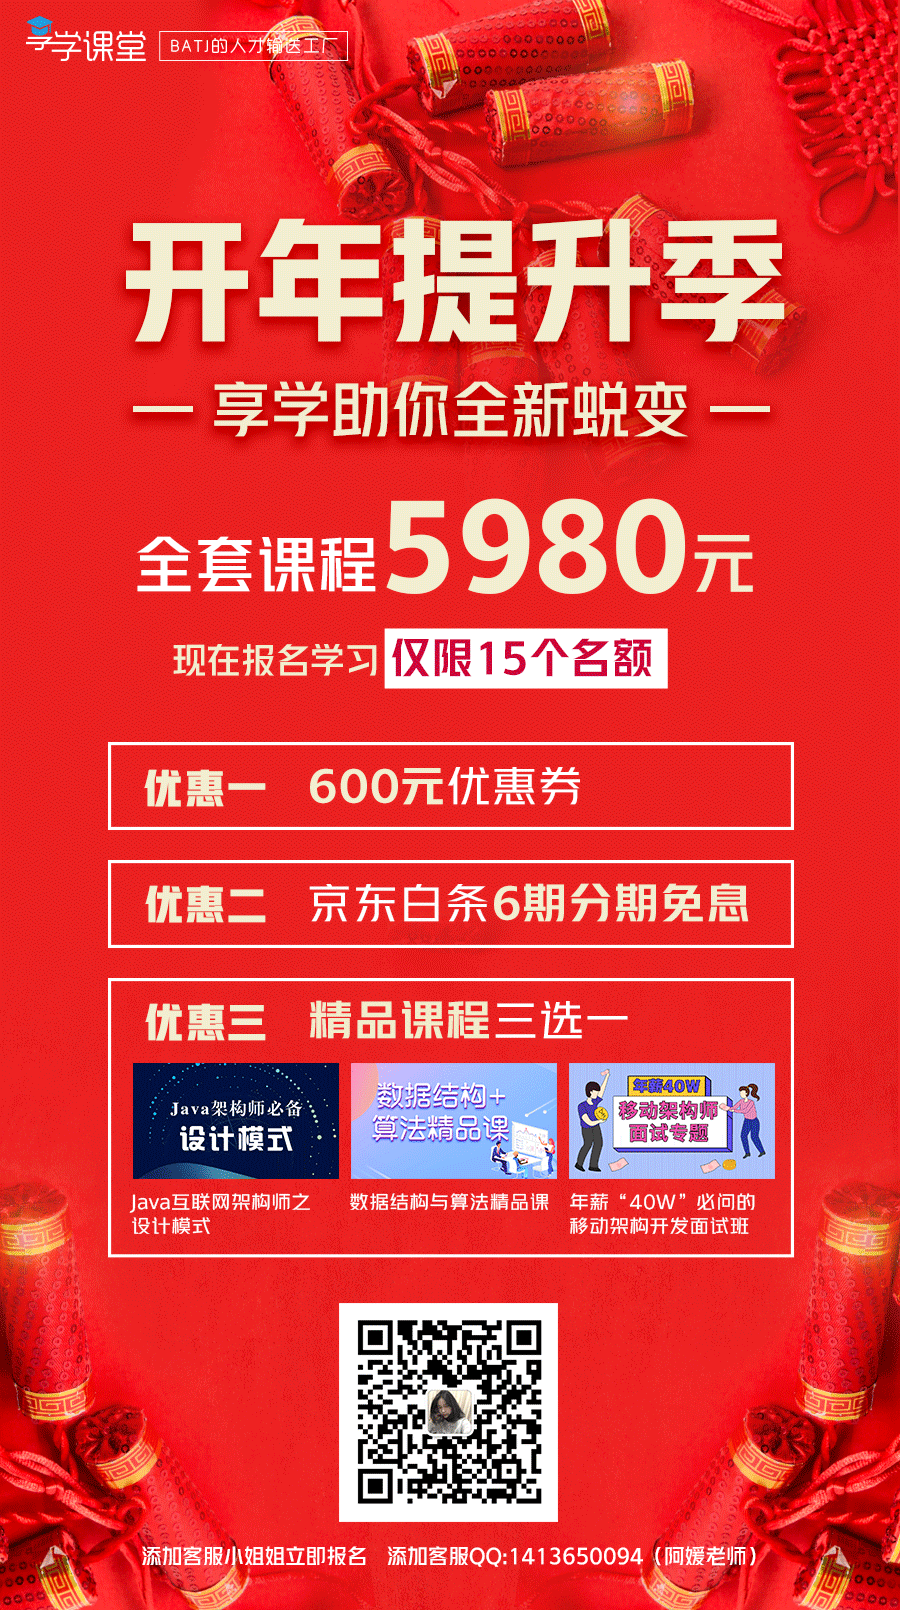 享学课堂 BATJ的人才输送工厂
开年提升季
享学助你全新蜕变
全套课程5980元
现在报名学习 仅限15个名额
优惠一 600元优惠券
优惠二 京东白条6期分期免息
优惠三 精品课程三选一
Java架构师必备
设计模式
数据结构+
算法精品课
年薪40W
移动架构师
面试专题
Java互联网架构师之
设计模式
数据结构与算法精品课
年薪“40W”必问的
移动架构开发面试班
添加客服小姐姐立即报名 添加客服QQ:1413650094（阿媛老师）